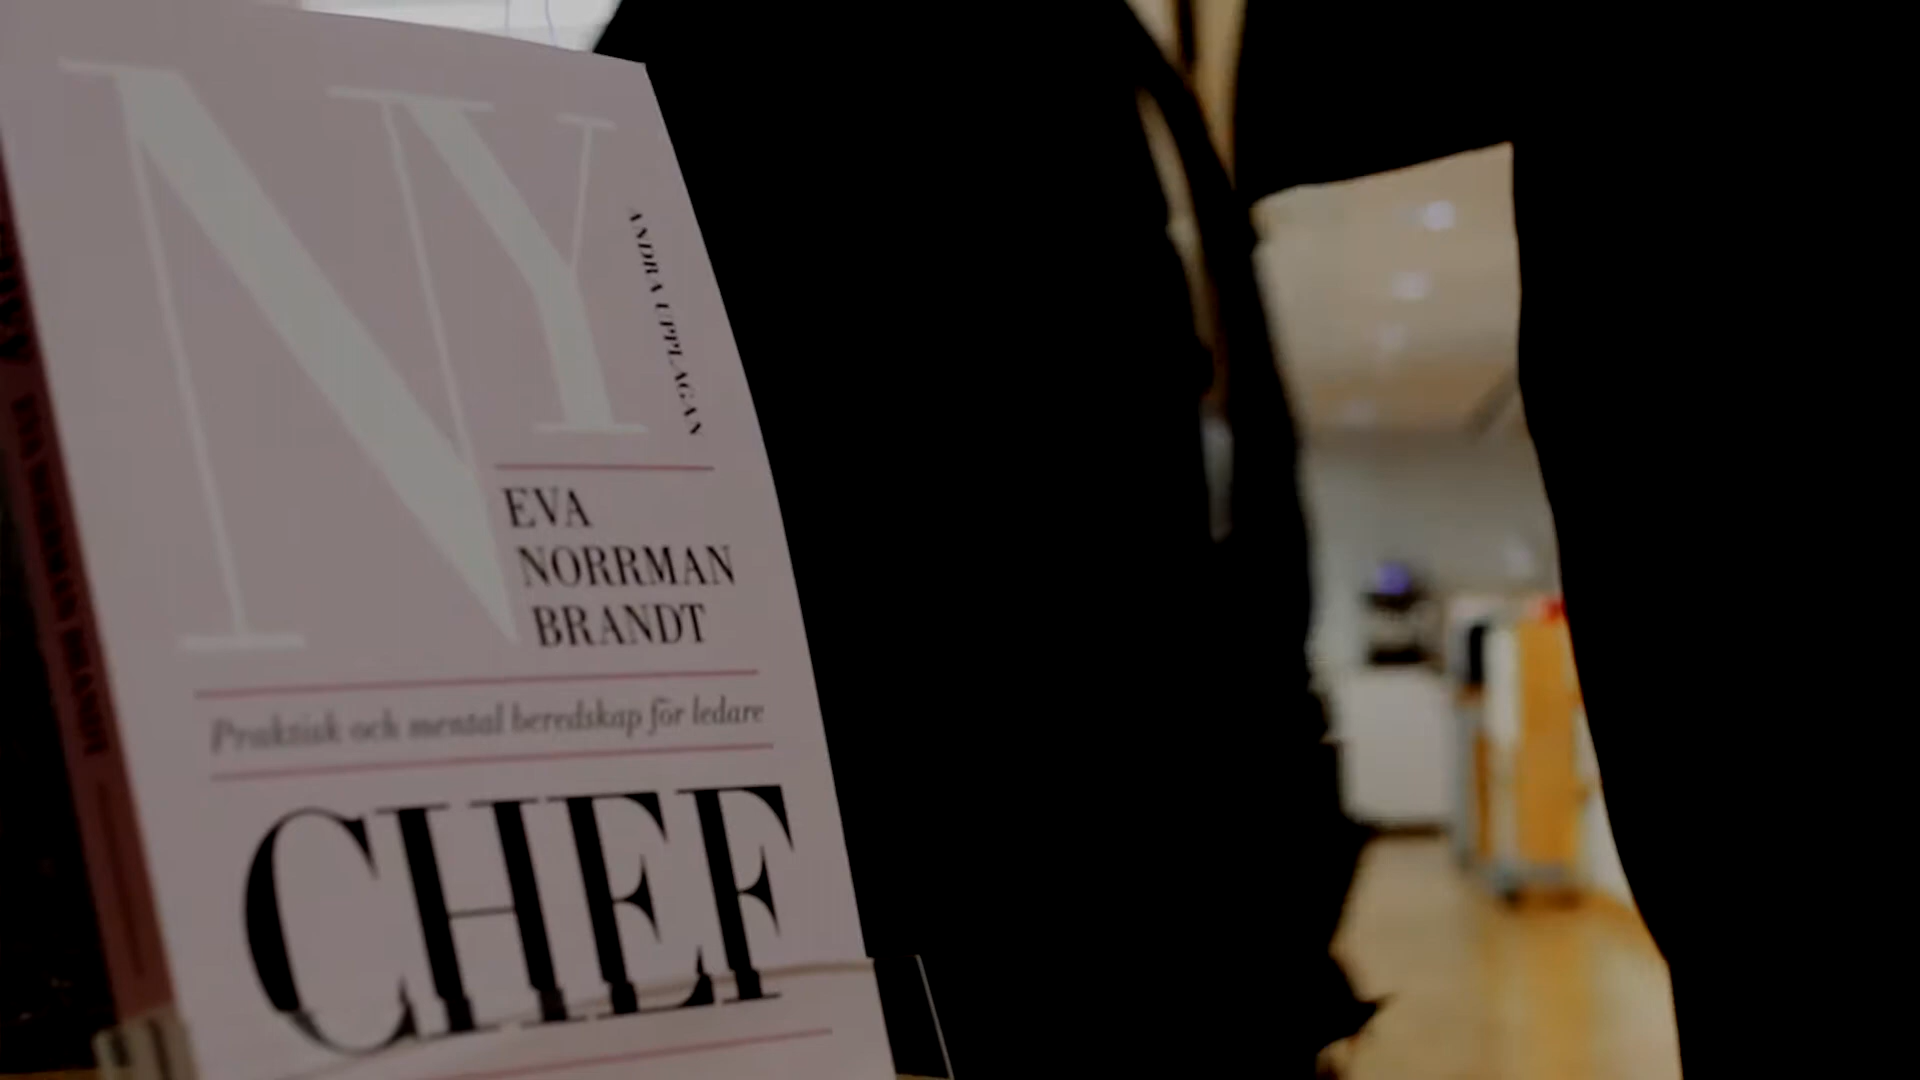 NY
ANDRA UPPLAGAN
EVA
NORRMAN
BRANDT
Praktisk och mental beredskap för ledare
CHEF